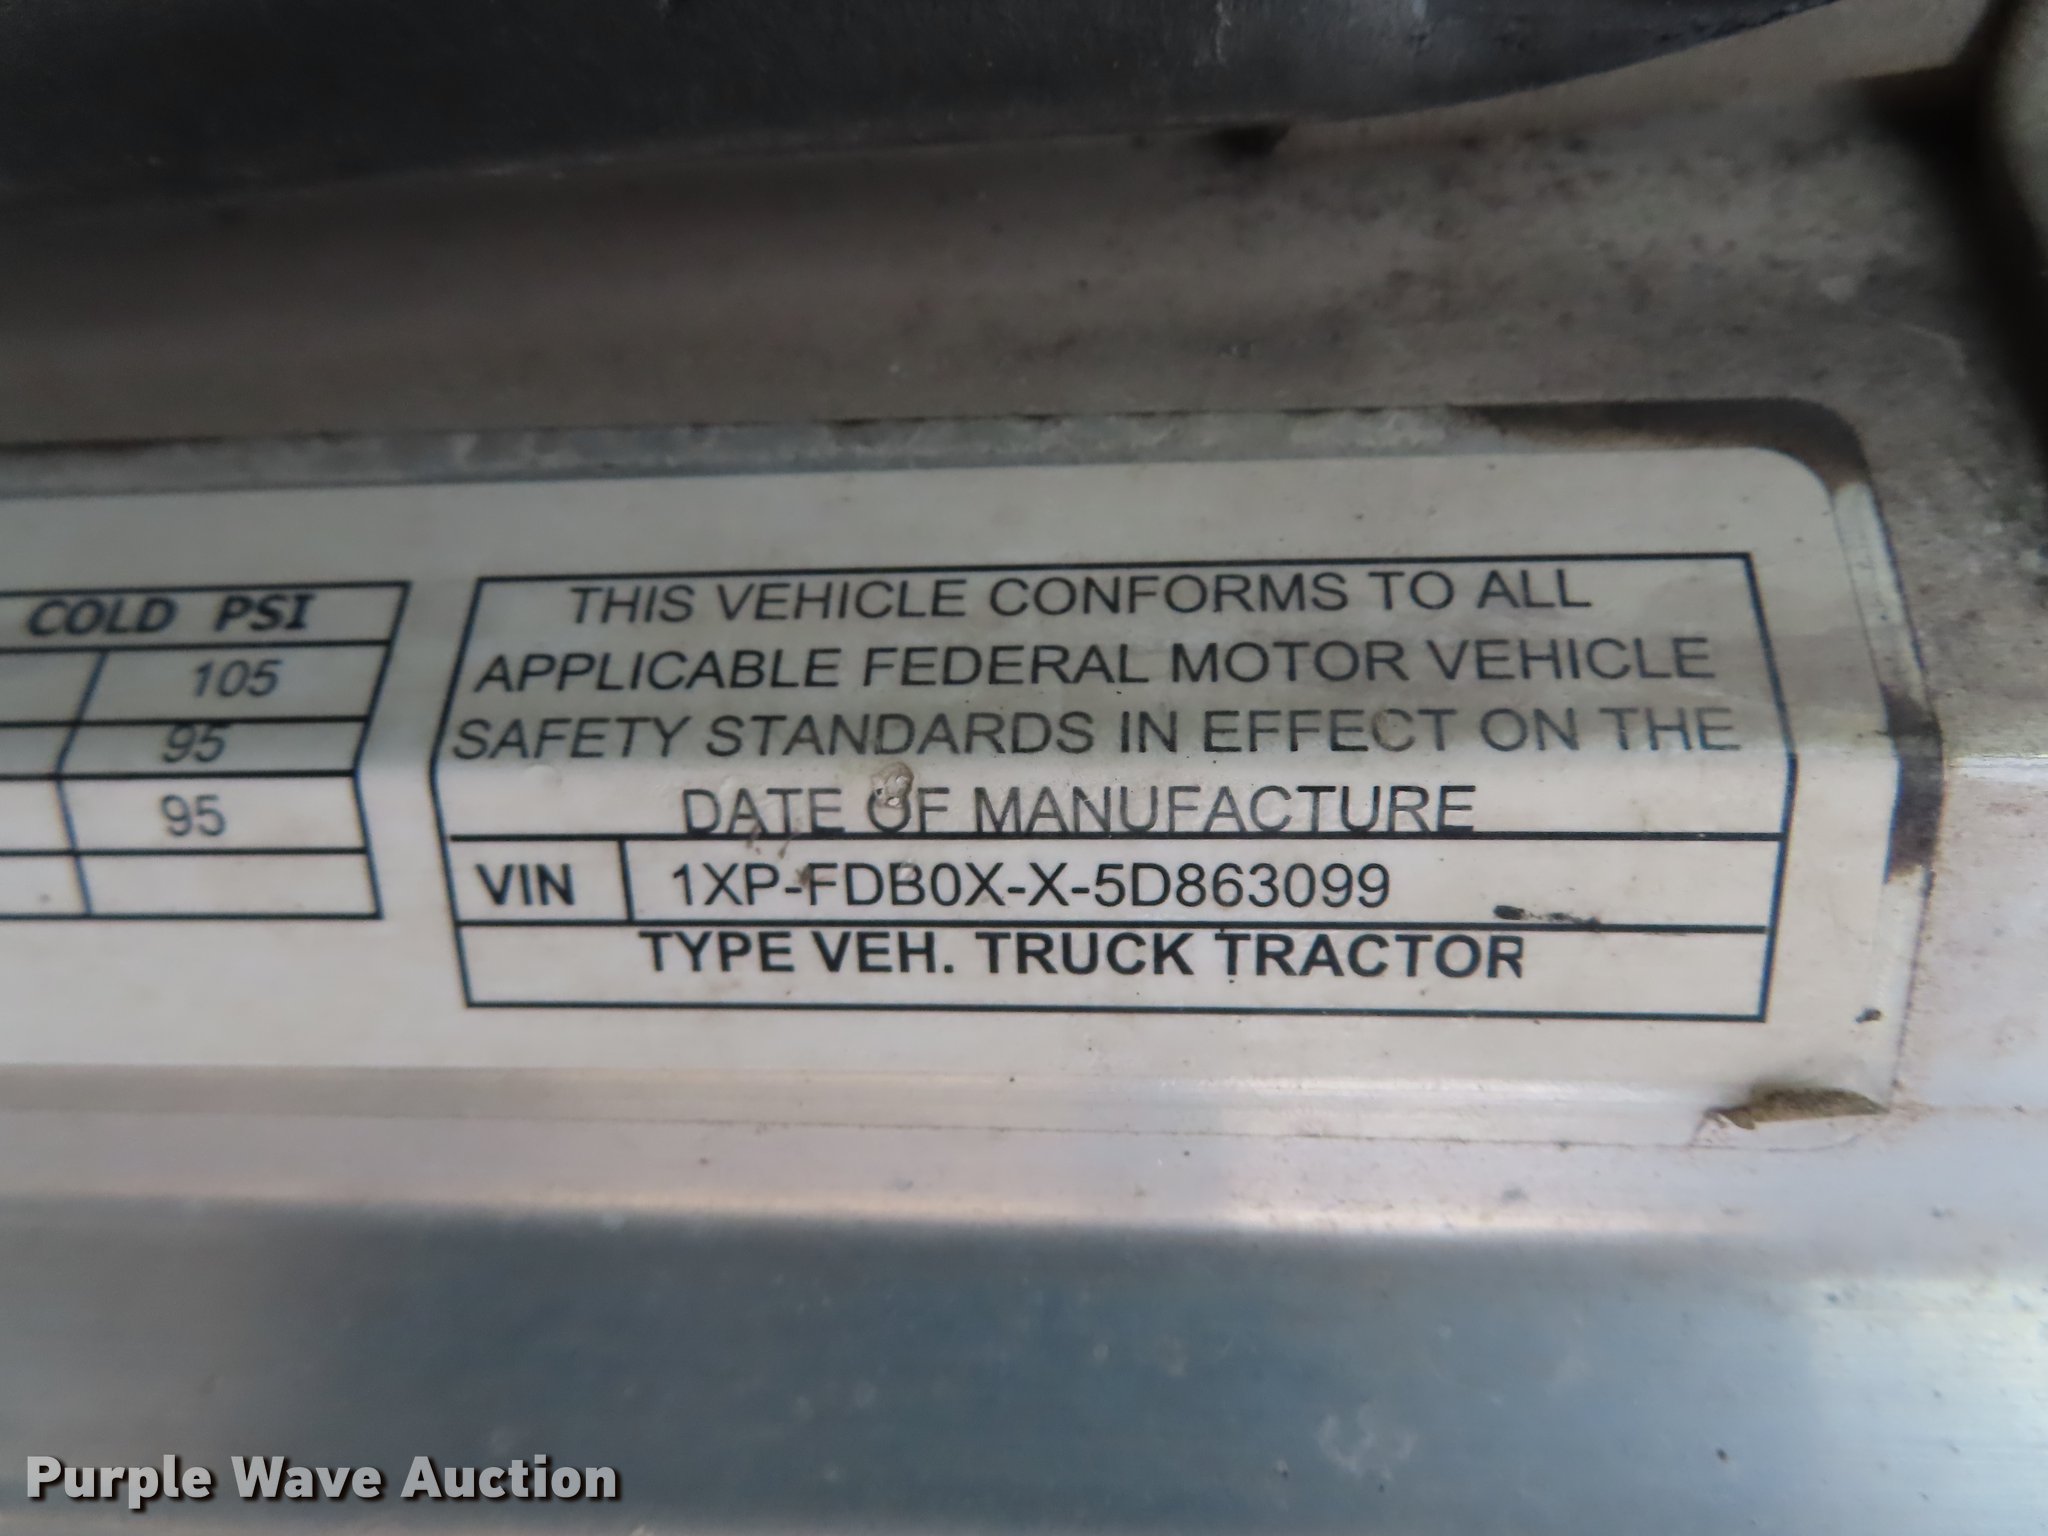 COLD PSI
105
95
95
THIS VEHICLE CONFORMS TO ALL
APPLICABLE FEDERAL MOTOR VEHICLE
SAFETY STANDARDS IN EFFECT ON THE
DATE OF MANUFACTURE
VIN 1XP-FDB0X-X-5D863099
TYPE VEH. TRUCK TRACTOR
Purple Wave Auction